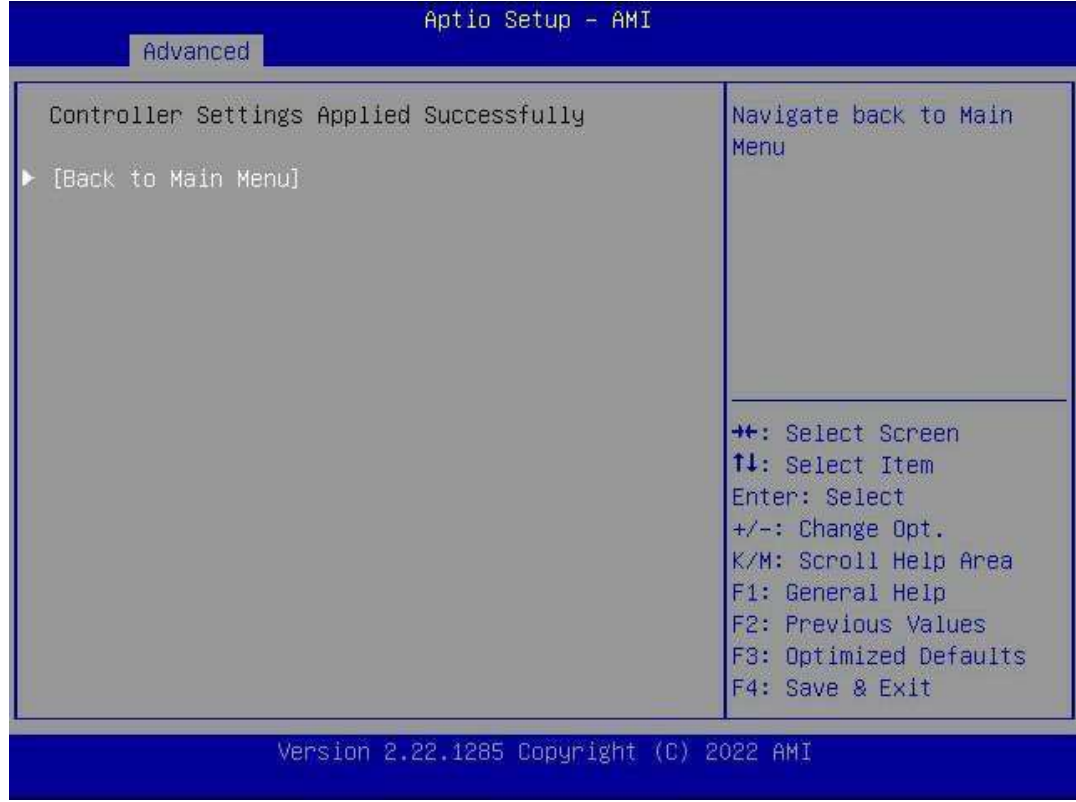 Aptio Setup – AMI
Advanced
Controller Settings Applied Successfully
▶ [Back to Main Menu]
Navigate back to Main
Menu
→←: Select Screen
↑↓: Select Item
Enter: Select
+/-: Change Opt.
K/M: Scroll Help Area
F1: General Help
F2: Previous Values
F3: Optimized Defaults
F4: Save & Exit
Version 2.22.1285 Copyright (C) 2022 AMI